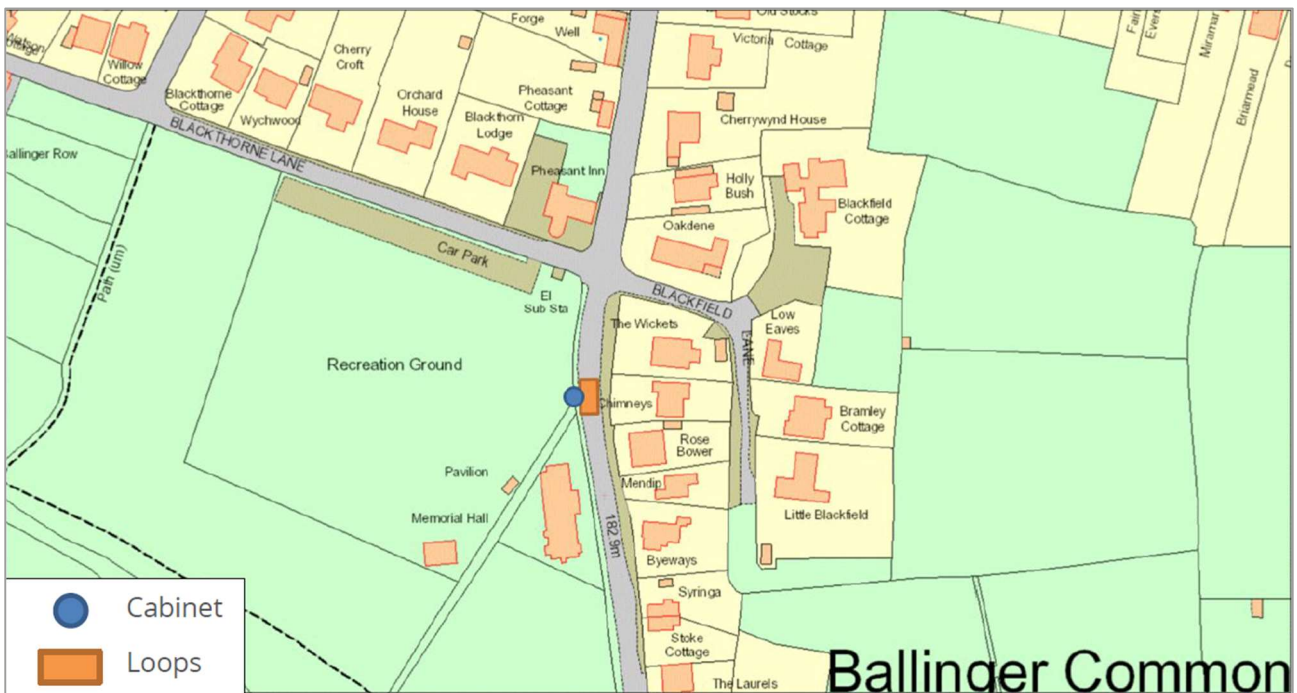 Forge
Well
Old Stocks
Victoria Cottage
Willow
Cottage
Cherry
Croft
Blackthorne
Cottage
Wychwood
Orchard
House
Pheasant
Cottage
Blackthorn
Lodge
Cherrywynd House
Miramar
Briarmead
BLACKTHORNE LANE
Ballinger Row
Pheasant Inn
Holly
Bush
Blackfield
Cottage
Oakdene
Path (um)
Car Park
El
Sub Sta
BLACKFIELD
LANE
The Wickets
Low
Eaves
Recreation Ground
Chimneys
Bramley
Cottage
Rose
Bower
Pavilion
Mendip
Memorial Hall
182.9m
Little Blackfield
Byeways
Syringa
Stoke
Cottage
The Laurels
Cabinet
Loops
Ballinger Common